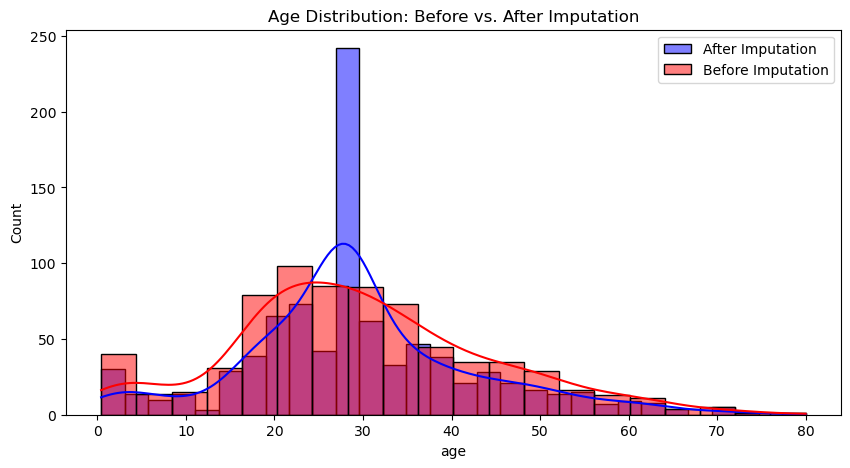 Age Distribution: Before vs. After Imputation
After Imputation
Before Imputation
Count
250
200
150
100
50
0
0 10 20 30 40 50 60 70 80
age